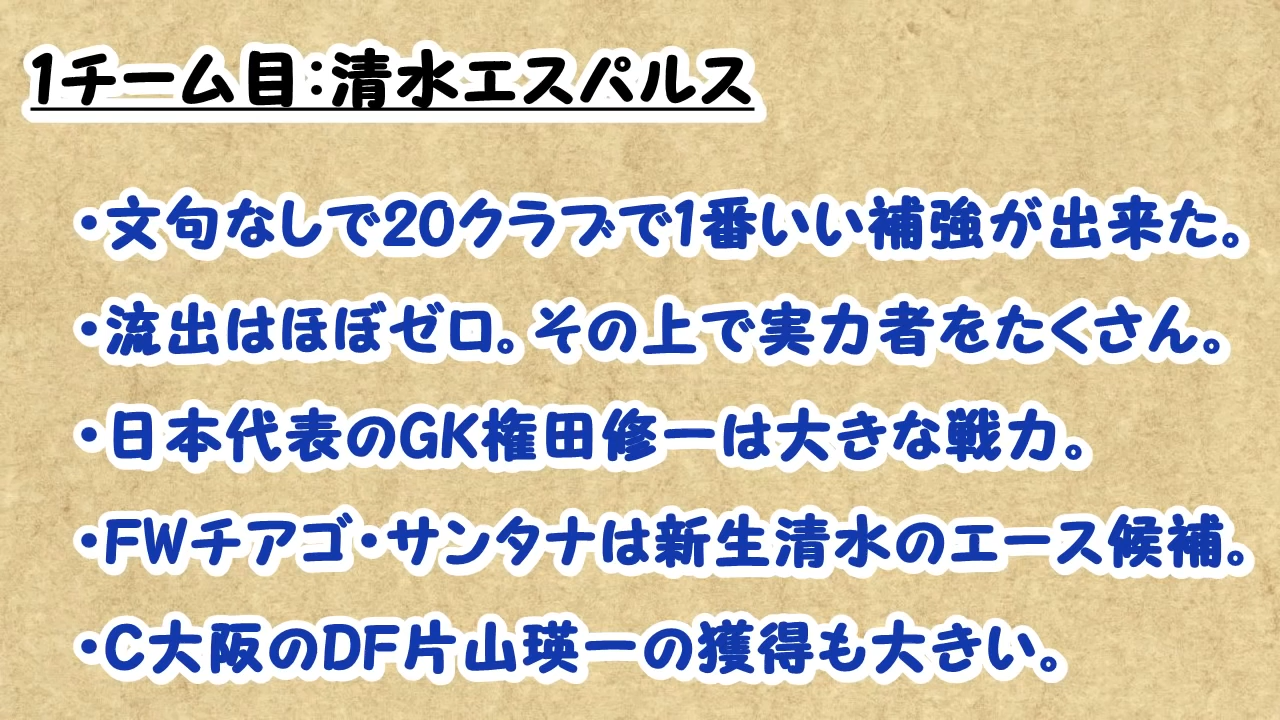 1チーム目:清水エスパルス
・文句なしで20クラブで1番いい補強が出来た。
・流出はほぼゼロ。その上で実力者をたくさん。
・日本代表のGK権田修一は大きな戦力。
・FWチアゴ・サンタナは新生清水のエース候補。
・C大阪のDF片山瑛一の獲得も大きい。